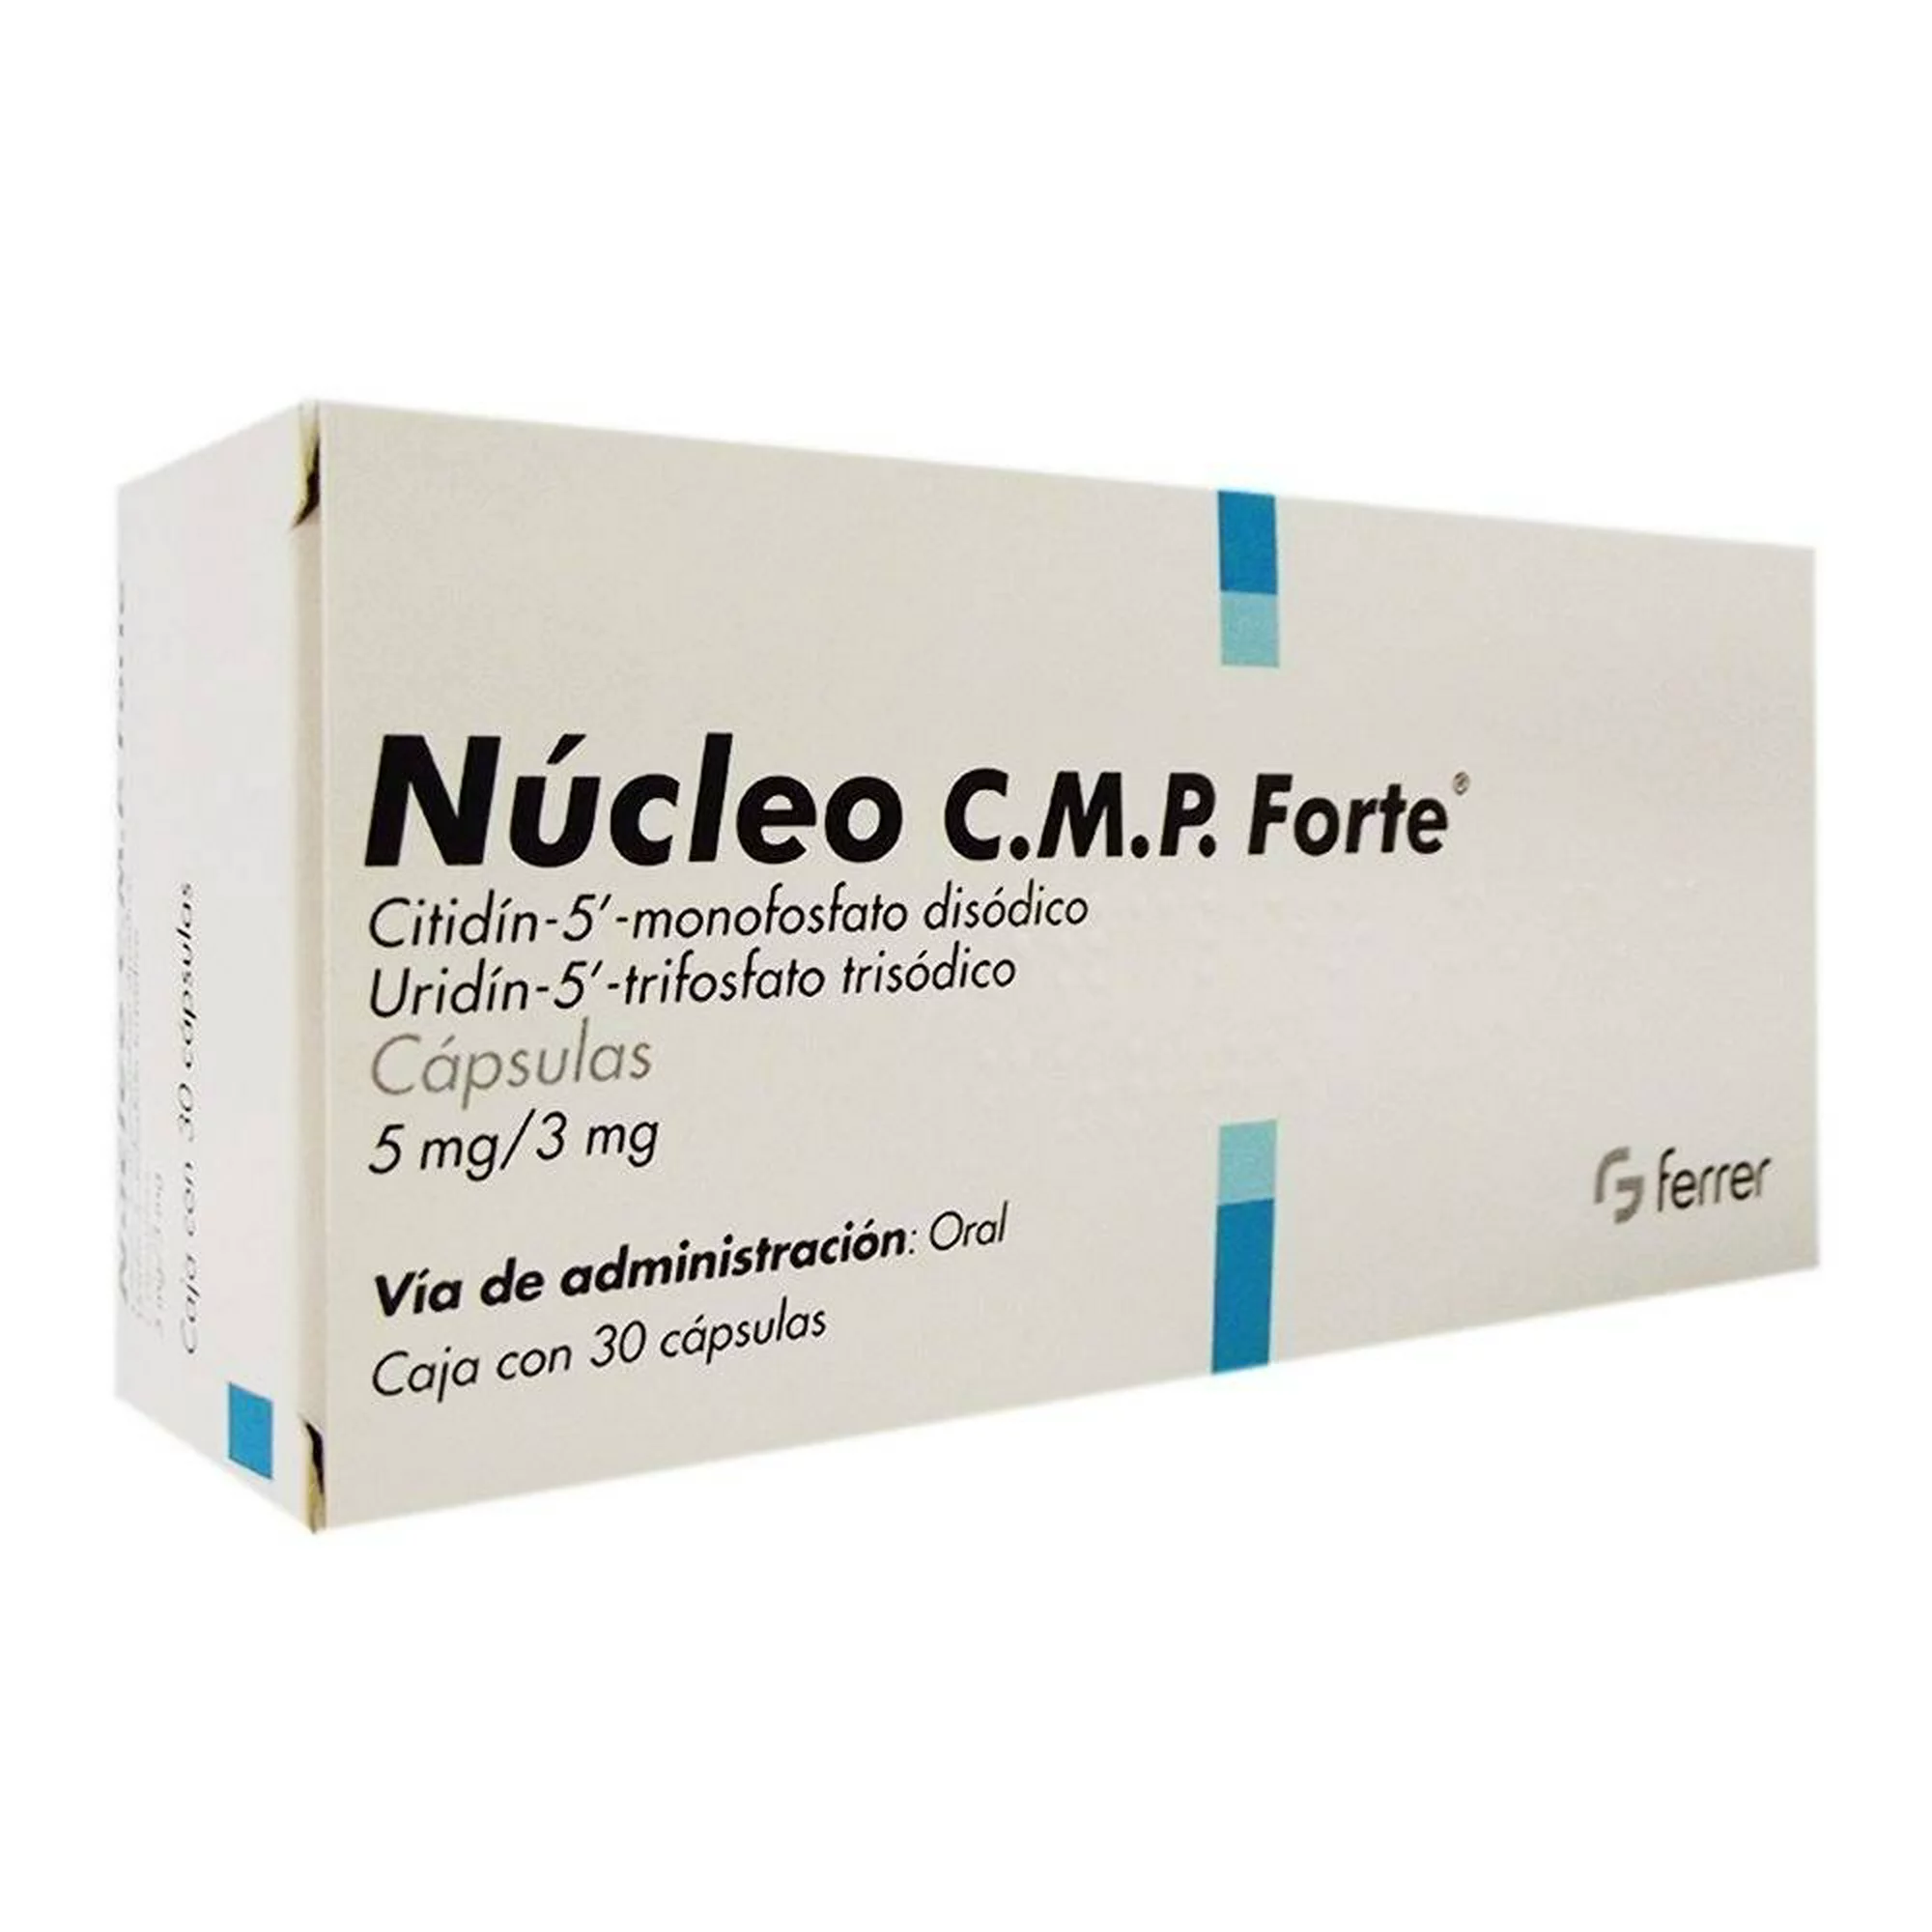 Núcleo C.M.P. Forte®
Citidín-5'-monofosfato disódico
Uridín-5'-trifosfato trisódico
Cápsulas
5 mg/3 mg
Vía de administración: Oral
Caja con 30 cápsulas
ferrer
Caja con 30 cápsulas